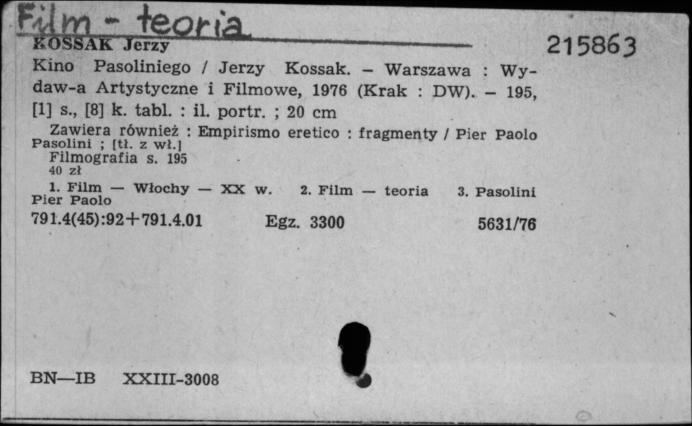 Film - teoria
215863
KOSSAK Jerzy
Kino Pasoliniego / Jerzy Kossak. — Warszawa : Wy-
daw-a Artystyczne i Filmowe, 1976 (Krak : DW). — 195,
[1] s., [8] k. tabl. : il. portr. ; 20 cm
Zawiera również : Empirismo eretico : fragmenty / Pier Paolo
Pasolini ; [tł. z wł.]
Filmografia s. 195
40 zł
1. Film — Włochy — XX w. 2. Film — teoria 3. Pasolini
Pier Paolo
791.4(45):92+791.4.01 Egz. 3300 5631/76
BN—IB XXIII-3008